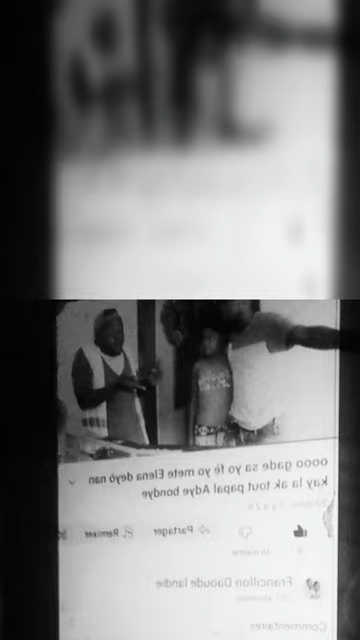 oooo gade sa yo fè yo mete Elena deyò nan
kay la ak tout papal Adye bondye
Partager
Remixer
Francillon Daoude landie
Commentaires